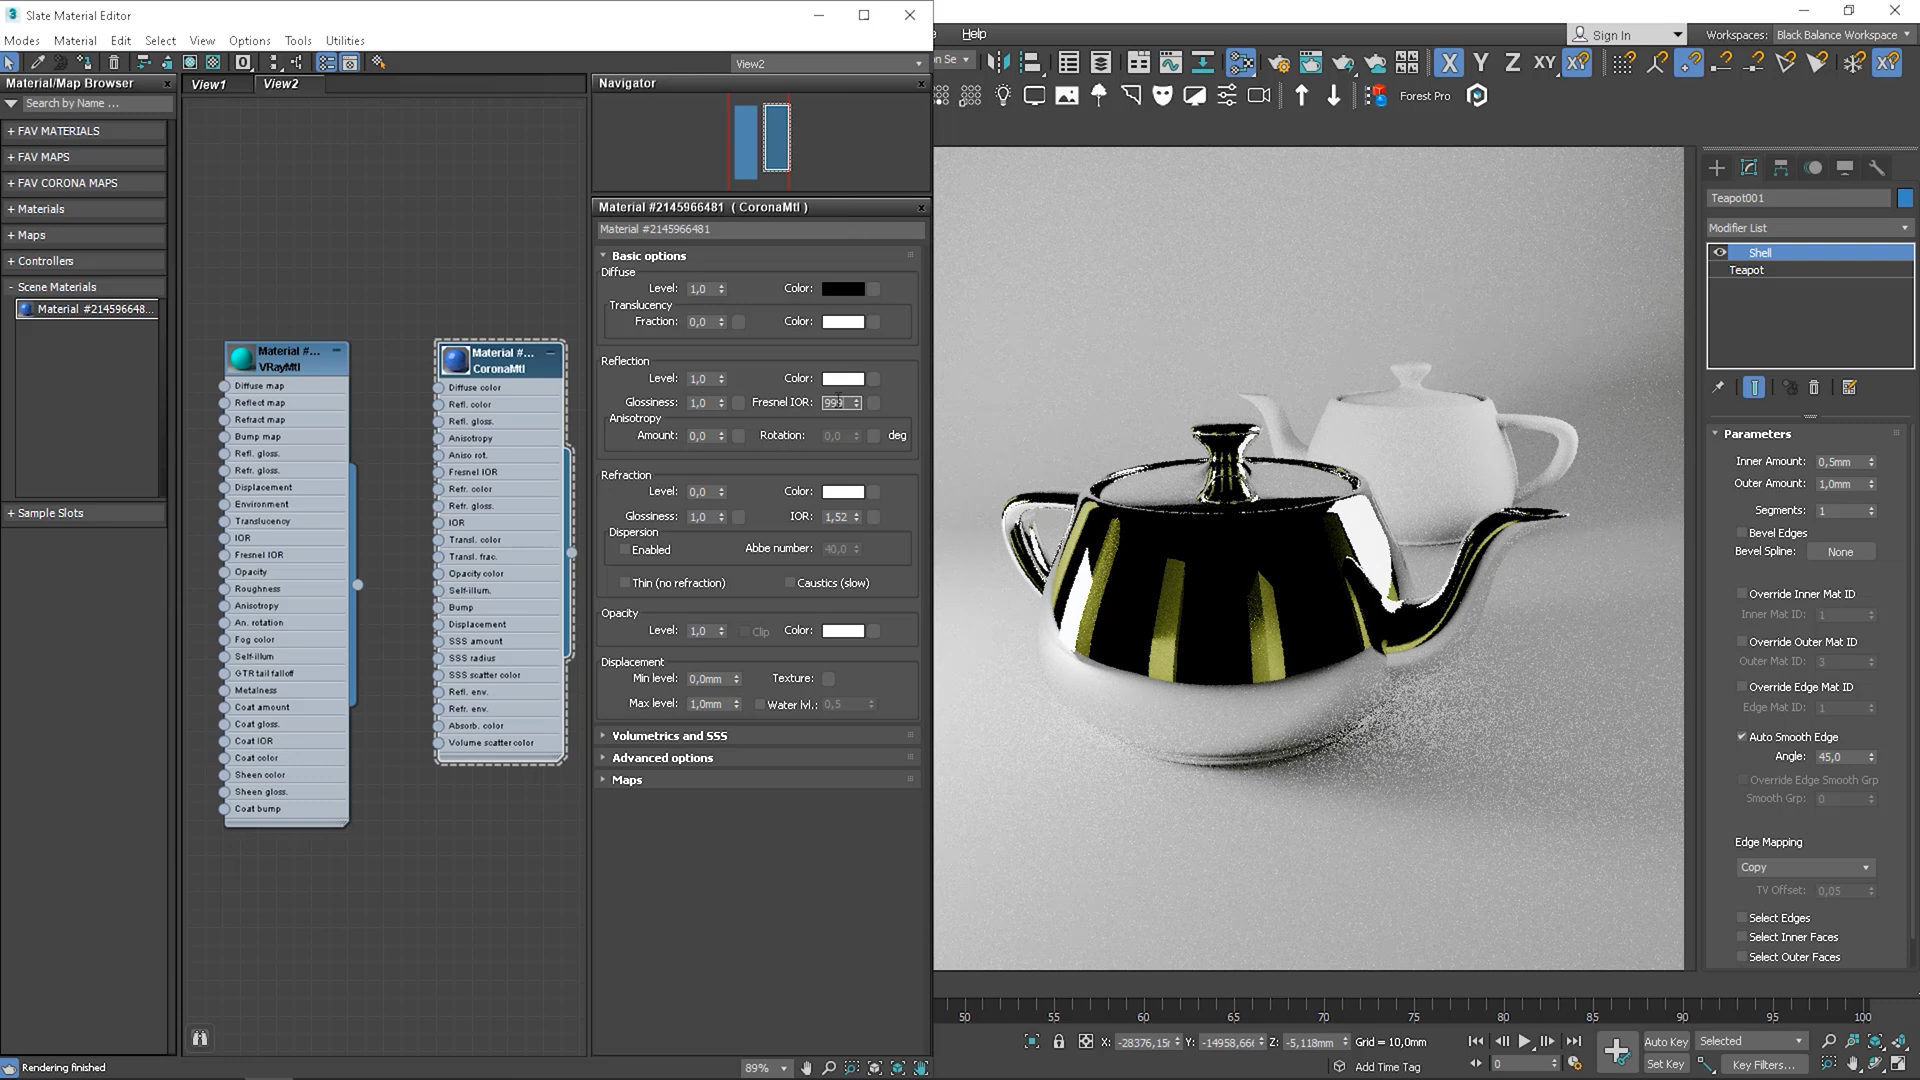 Slate Material Editor
Modes Material Edit Select View Options Tools Utilities
View2
Material/Map Browser
Search by Name ...
+ FAV MATERIALS
+ FAV MAPS
+ FAV CORONA MAPS
+ Materials
+ Maps
+ Controllers
- Scene Materials
Material #214596648...
+ Sample Slots
View1 View2
Material #...
VRayMtl
Diffuse map
Reflect map
Refract map
Bump map
Refl. gloss.
Refr. gloss.
Displacement
Environment
Translucency
IOR
Fresnel IOR
Opacity
Roughness
Anisotropy
An. rotation
Fog color
Self-illum
GTR tail falloff
Metalness
Coat amount
Coat gloss.
Coat IOR
Coat color
Sheen color
Sheen gloss.
Coat bump
Material #...
CoronaMtl
Diffuse color
Refl. color
Refl. gloss.
Anisotropy
Aniso rot.
Fresnel IOR
Refr. color
Refr. gloss.
IOR
Transl. color
Transl. frac.
Opacity color
Self-illum.
Bump
Displacement
SSS amount
SSS radius
SSS scatter color
Refl. env.
Refr. env.
Absorb. color
Volume scatter color
Navigator
Material #2145966481 ( CoronaMtl )
Material #2145966481
Basic options
Diffuse
Level: 1,0 Color:
Translucency
Fraction: 0,0 Color:
Reflection
Level: 1,0 Color:
Glossiness: 1,0 Fresnel IOR: 999
Anisotropy
Amount: 0,0 Rotation: 0,0 deg
Refraction
Level: 0,0 Color:
Glossiness: 1,0 IOR: 1,52
Dispersion
Enabled Abbe number: 40,0
Thin (no refraction) Caustics (slow)
Opacity
Level: 1,0 Clip Color:
Displacement
Min level: 0,0mm Texture:
Max level: 1,0mm Water lvl.: 0,5
Volumetrics and SSS
Advanced options
Maps
Rendering finished
89%
Help
Sign In
Workspaces: Black Balance Workspace
on Se
X Y Z XY XY XY
Forest Pro
Teapot001
Modifier List
Shell
Teapot
Parameters
Inner Amount: 0,5mm
Outer Amount: 1,0mm
Segments: 1
Bevel Edges
Bevel Spline: None
Override Inner Mat ID
Inner Mat ID: 1
Override Outer Mat ID
Outer Mat ID: 3
Override Edge Mat ID
Edge Mat ID: 1
Auto Smooth Edge
Angle: 45,0
Override Edge Smooth Grp
Smooth Grp: 0
Edge Mapping
Copy
TV Offset: 0,05
Select Edges
Select Inner Faces
Select Outer Faces
50 55 60 65 70 75 80 85 90 95 100
X: -28376,15 Y: -14958,66 Z: -5,118mm Grid = 10,0mm
Add Time Tag
0
Auto Key Selected
Set Key Key Filters...